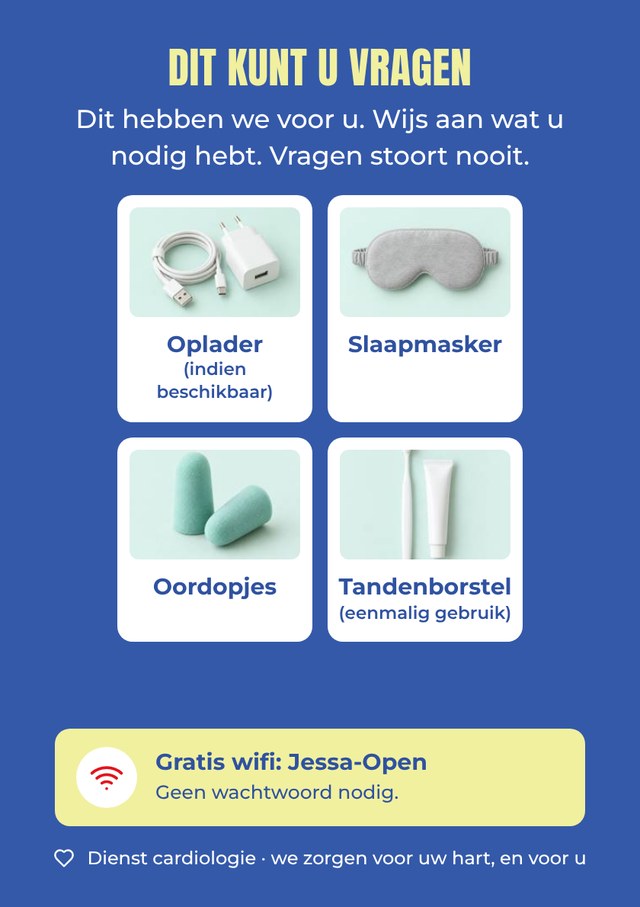 DIT KUNT U VRAGEN
Dit hebben we voor u. Wijs aan wat u
nodig hebt. Vragen stoort nooit.
Oplader
(indien
beschikbaar)
Slaapmasker
Oordopjes
Tandenborstel
(eenmalig gebruik)
Gratis wifi: Jessa-Open
Geen wachtwoord nodig.
Dienst cardiologie · we zorgen voor uw hart, en voor u